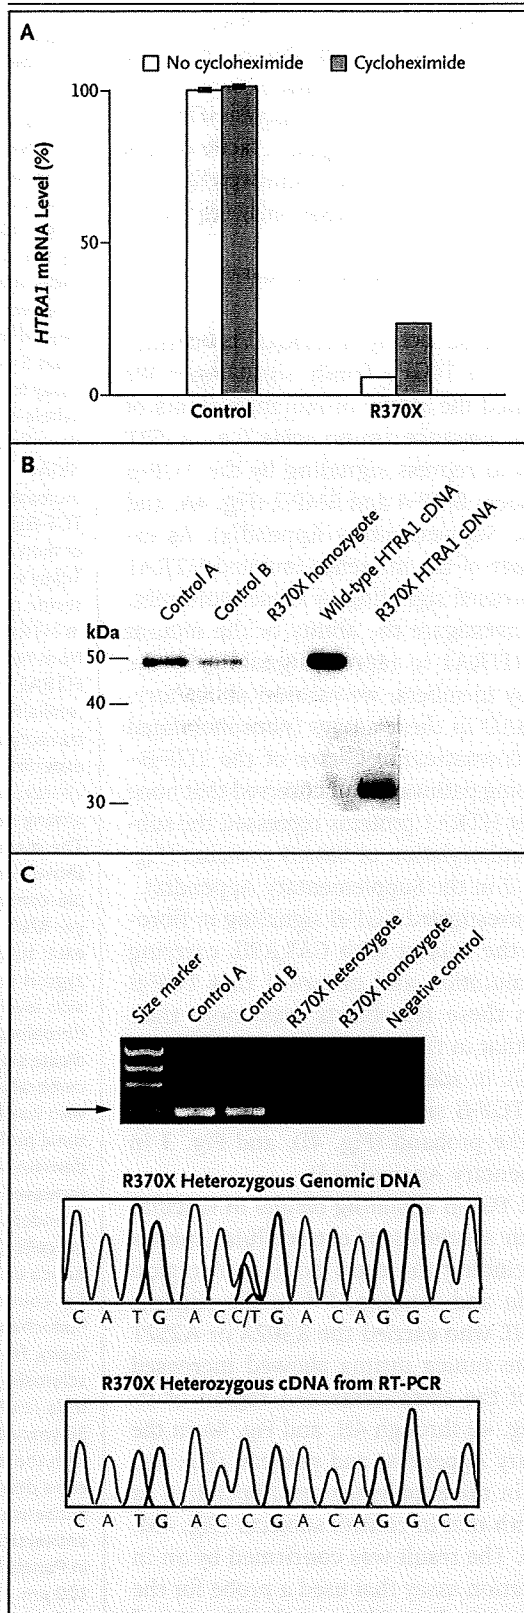 A
No cycloheximide Cycloheximide
HTRA1 mRNA Level (%)
100
50
0
Control R370X
B
Control A
Control B
R370X homozygote
Wild-type HTRA1 cDNA
R370X HTRA1 cDNA
kDa
50
40
30
C
Size marker
Control A
Control B
R370X heterozygote
R370X homozygote
Negative control
R370X Heterozygous Genomic DNA
C A T G A C C/T G A C A G G C C
R370X Heterozygous cDNA from RT-PCR
C A T G A C C G A C A G G C C